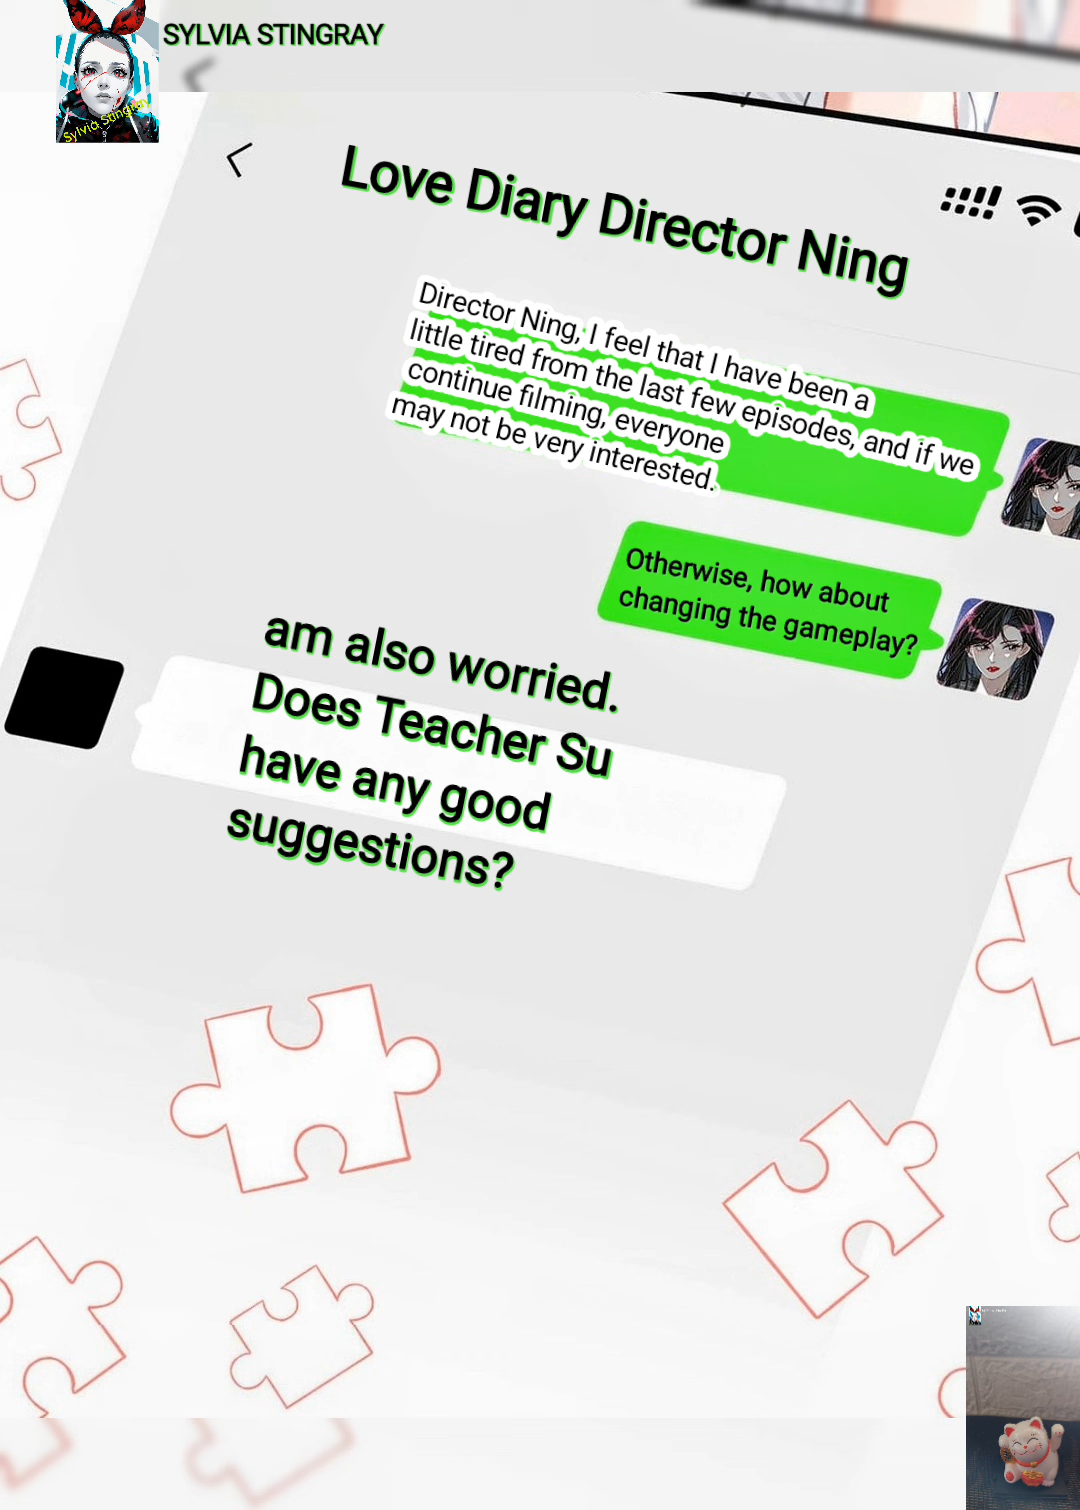 SYLVIA STINGRAY
Sylvia Stingray
Love Diary Director Ning
Director Ning, I feel that I have been a
little tired from the last few episodes, and if we
continue filming, everyone
may not be very interested.
Otherwise, how about
changing the gameplay?
am also worried.
Does Teacher Su
have any good
suggestions?